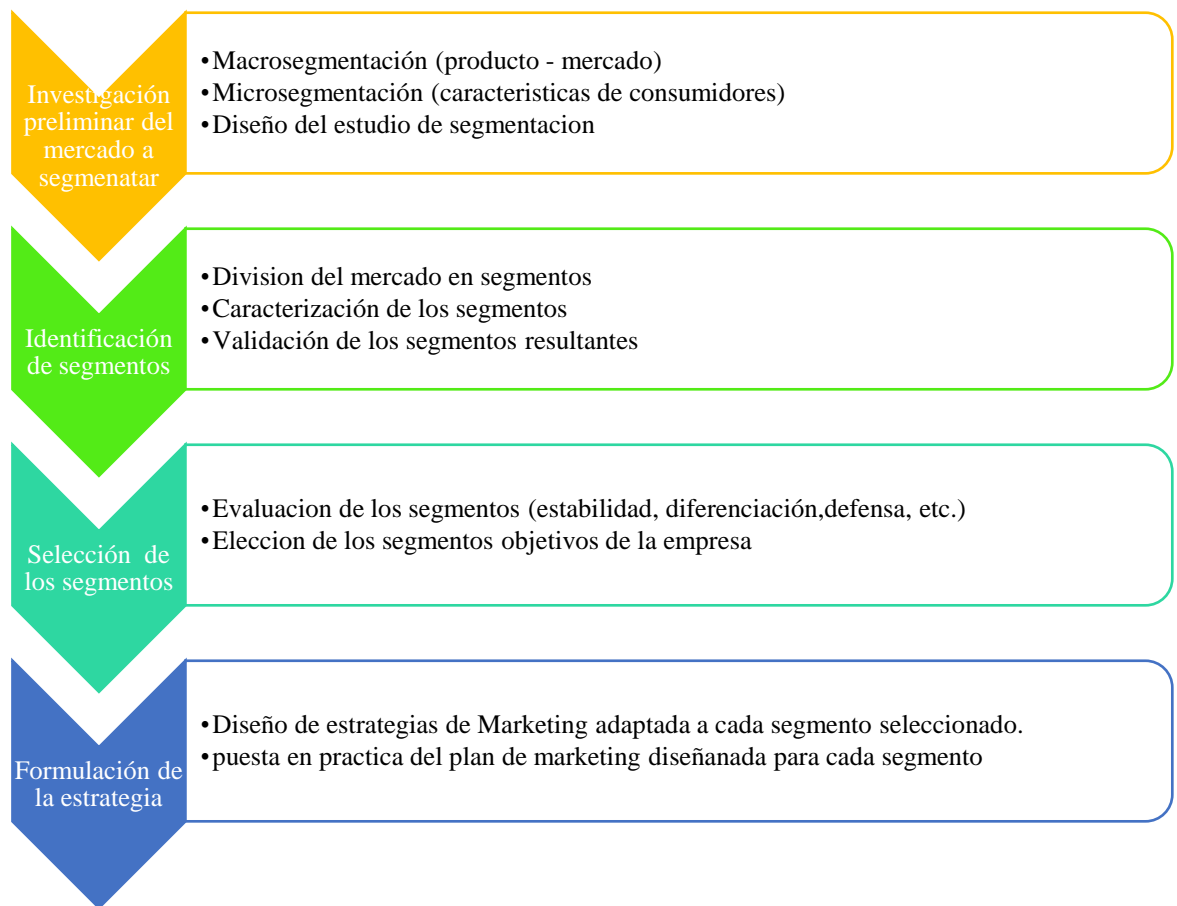 Investigación
preliminar del
mercado a
segmenatar
•Macrosegmentación (producto - mercado)
•Microsegmentación (caracteristicas de consumidores)
•Diseño del estudio de segmentacion
Identificación
de segmentos
•Division del mercado en segmentos
•Caracterización de los segmentos
•Validación de los segmentos resultantes
Selección de
los segmentos
•Evaluacion de los segmentos (estabilidad, diferenciación,defensa, etc.)
•Eleccion de los segmentos objetivos de la empresa
Formulación de
la estrategia
•Diseño de estrategias de Marketing adaptada a cada segmento seleccionado.
•puesta en practica del plan de marketing diseñanada para cada segmento